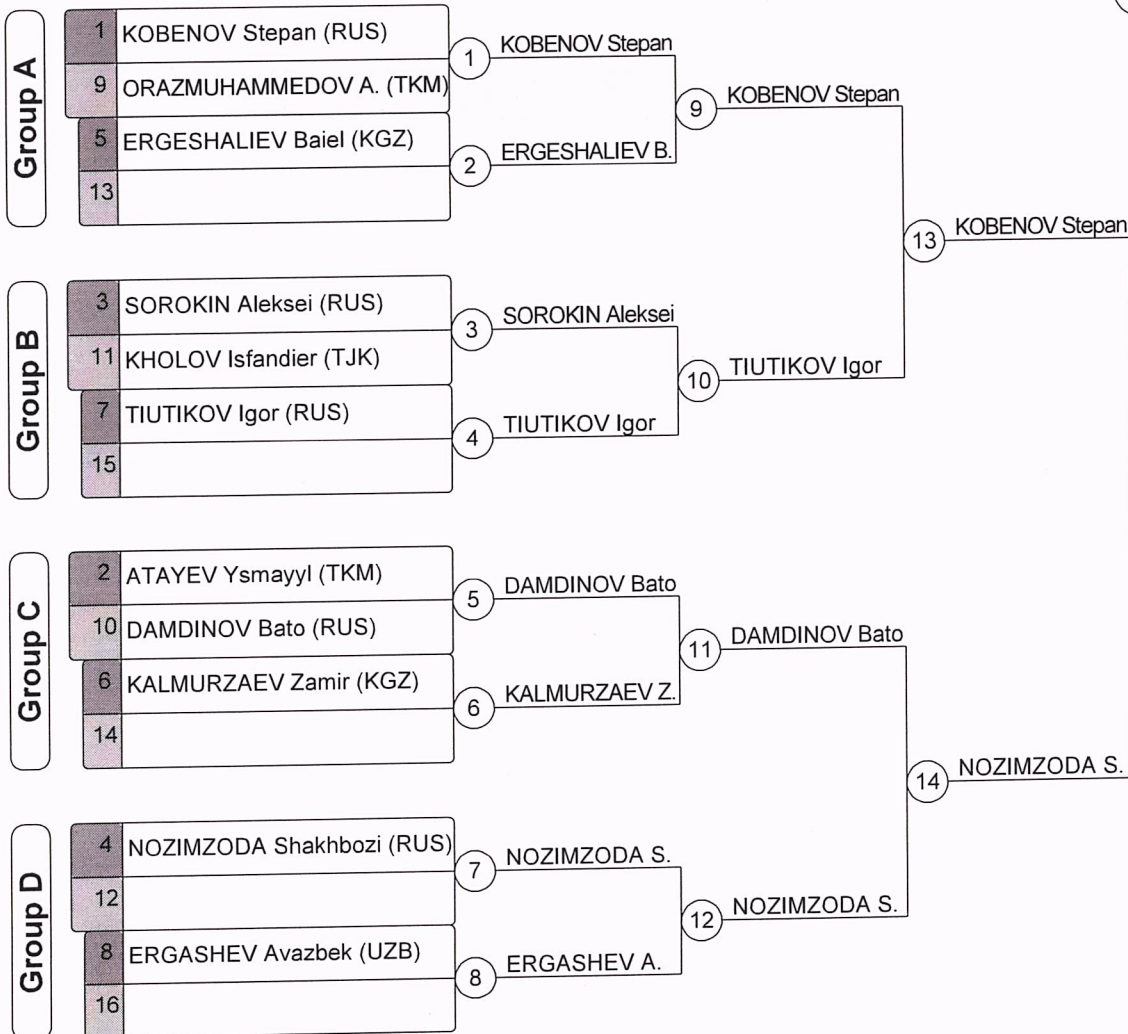 Group A
1 KOBENOV Stepan (RUS)
9 ORAZMUHAMMEDOV A. (TKM)
5 ERGESHALIEV Baiel (KGZ)
13
1 KOBENOV Stepan
2 ERGESHALIEV B.
9 KOBENOV Stepan
13 KOBENOV Stepan
Group B
3 SOROKIN Aleksei (RUS)
11 KHOLOV Isfandier (TJK)
7 TIUTIKOV Igor (RUS)
15
3 SOROKIN Aleksei
4 TIUTIKOV Igor
10 TIUTIKOV Igor
Group C
2 ATAYEV Ysmayyl (TKM)
10 DAMDINOV Bato (RUS)
6 KALMURZAEV Zamir (KGZ)
14
5 DAMDINOV Bato
6 KALMURZAEV Z.
11 DAMDINOV Bato
14 NOZIMZODA S.
Group D
4 NOZIMZODA Shakhbozi (RUS)
12
8 ERGASHEV Avazbek (UZB)
16
7 NOZIMZODA S.
8 ERGASHEV A.
12 NOZIMZODA S.